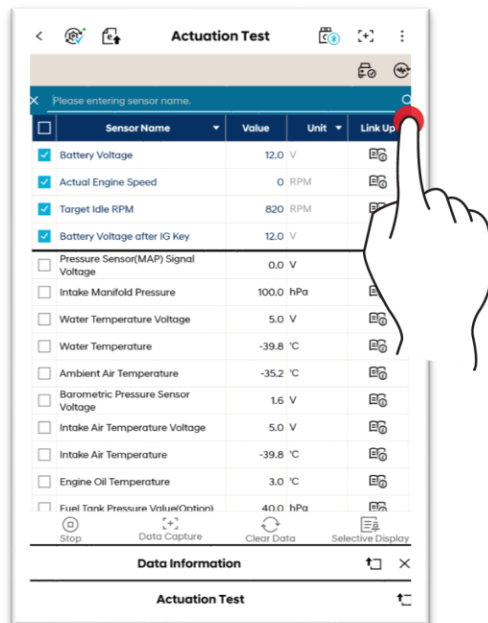 Actuation Test
Please entering sensor name.
Sensor Name Value Unit Link Up
Battery Voltage 12.0 V
Actual Engine Speed 0 RPM
Target Idle RPM 820 RPM
Battery Voltage after IG Key 12.0 V
Pressure Sensor(MAP) Signal
Voltage 0.0 V
Intake Manifold Pressure 100.0 hPa
Water Temperature Voltage 5.0 V
Water Temperature -39.8 'C
Ambient Air Temperature -35.2 'C
Barometric Pressure Sensor
Voltage 1.6 V
Intake Air Temperature Voltage 5.0 V
Intake Air Temperature -39.8 'C
Engine Oil Temperature 3.0 'C
Fuel Tank Pressure Value(Option) 40.0 hPa
Stop Data Capture Clear Data Selective Display
Data Information
Actuation Test